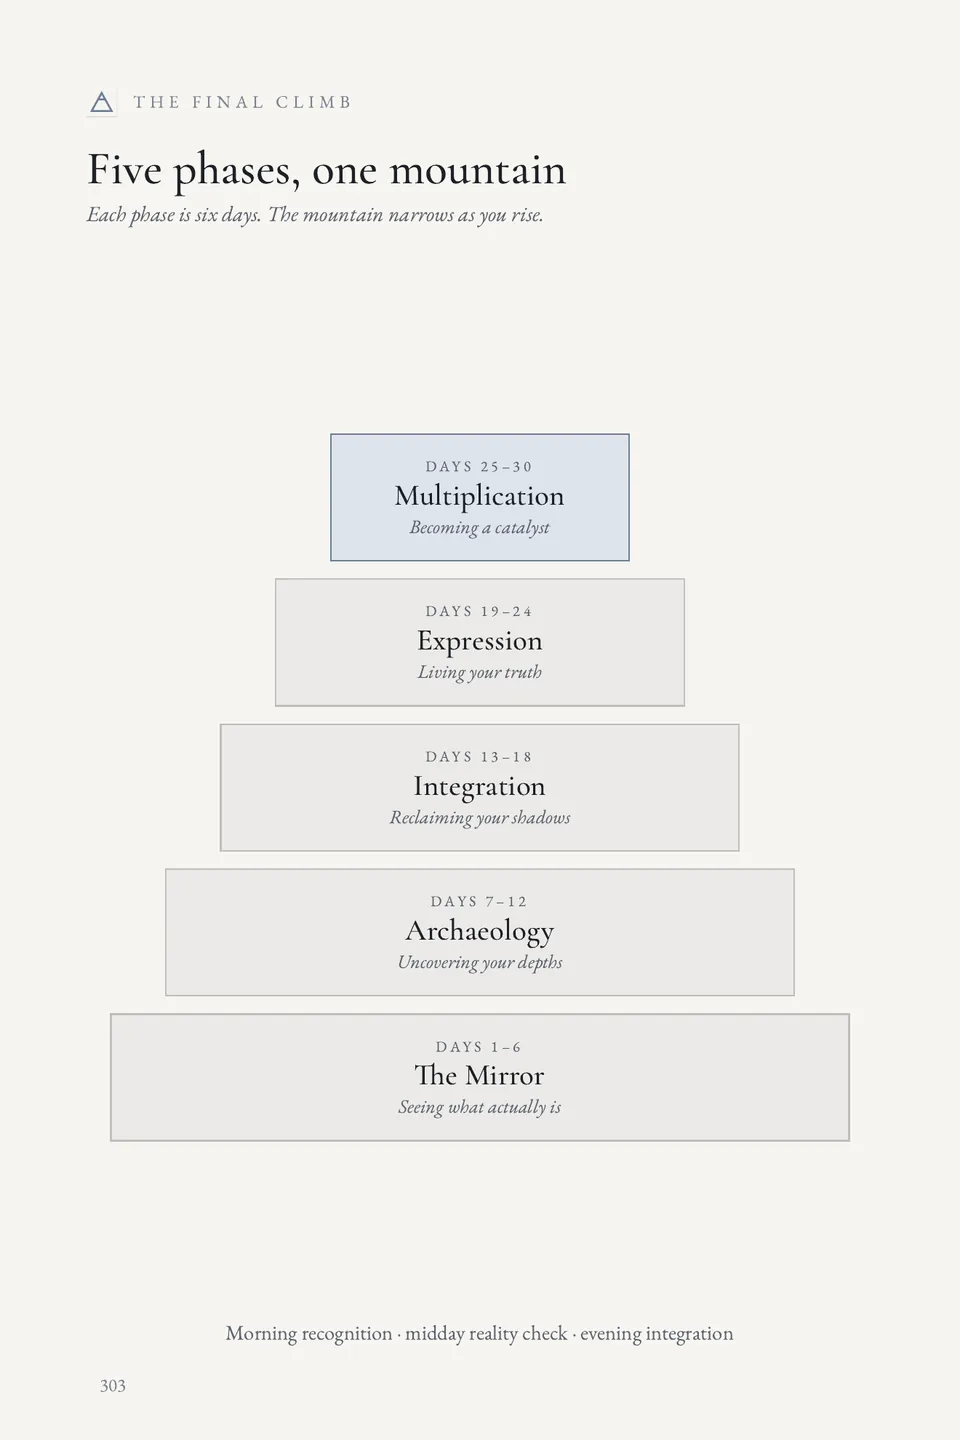 THE FINAL CLIMB
Five phases, one mountain
Each phase is six days. The mountain narrows as you rise.
DAYS 25–30
Multiplication
Becoming a catalyst
DAYS 19–24
Expression
Living your truth
DAYS 13–18
Integration
Reclaiming your shadows
DAYS 7–12
Archaeology
Uncovering your depths
DAYS 1–6
The Mirror
Seeing what actually is
Morning recognition · midday reality check · evening integration
303